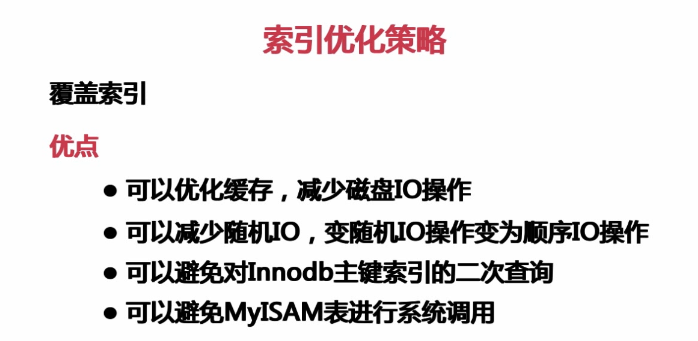 索引优化策略
覆盖索引
优点
● 可以优化缓存，减少磁盘IO操作
● 可以减少随机IO，变随机IO操作变为顺序IO操作
● 可以避免对Innodb主键索引的二次查询
● 可以避免MyISAM表进行系统调用